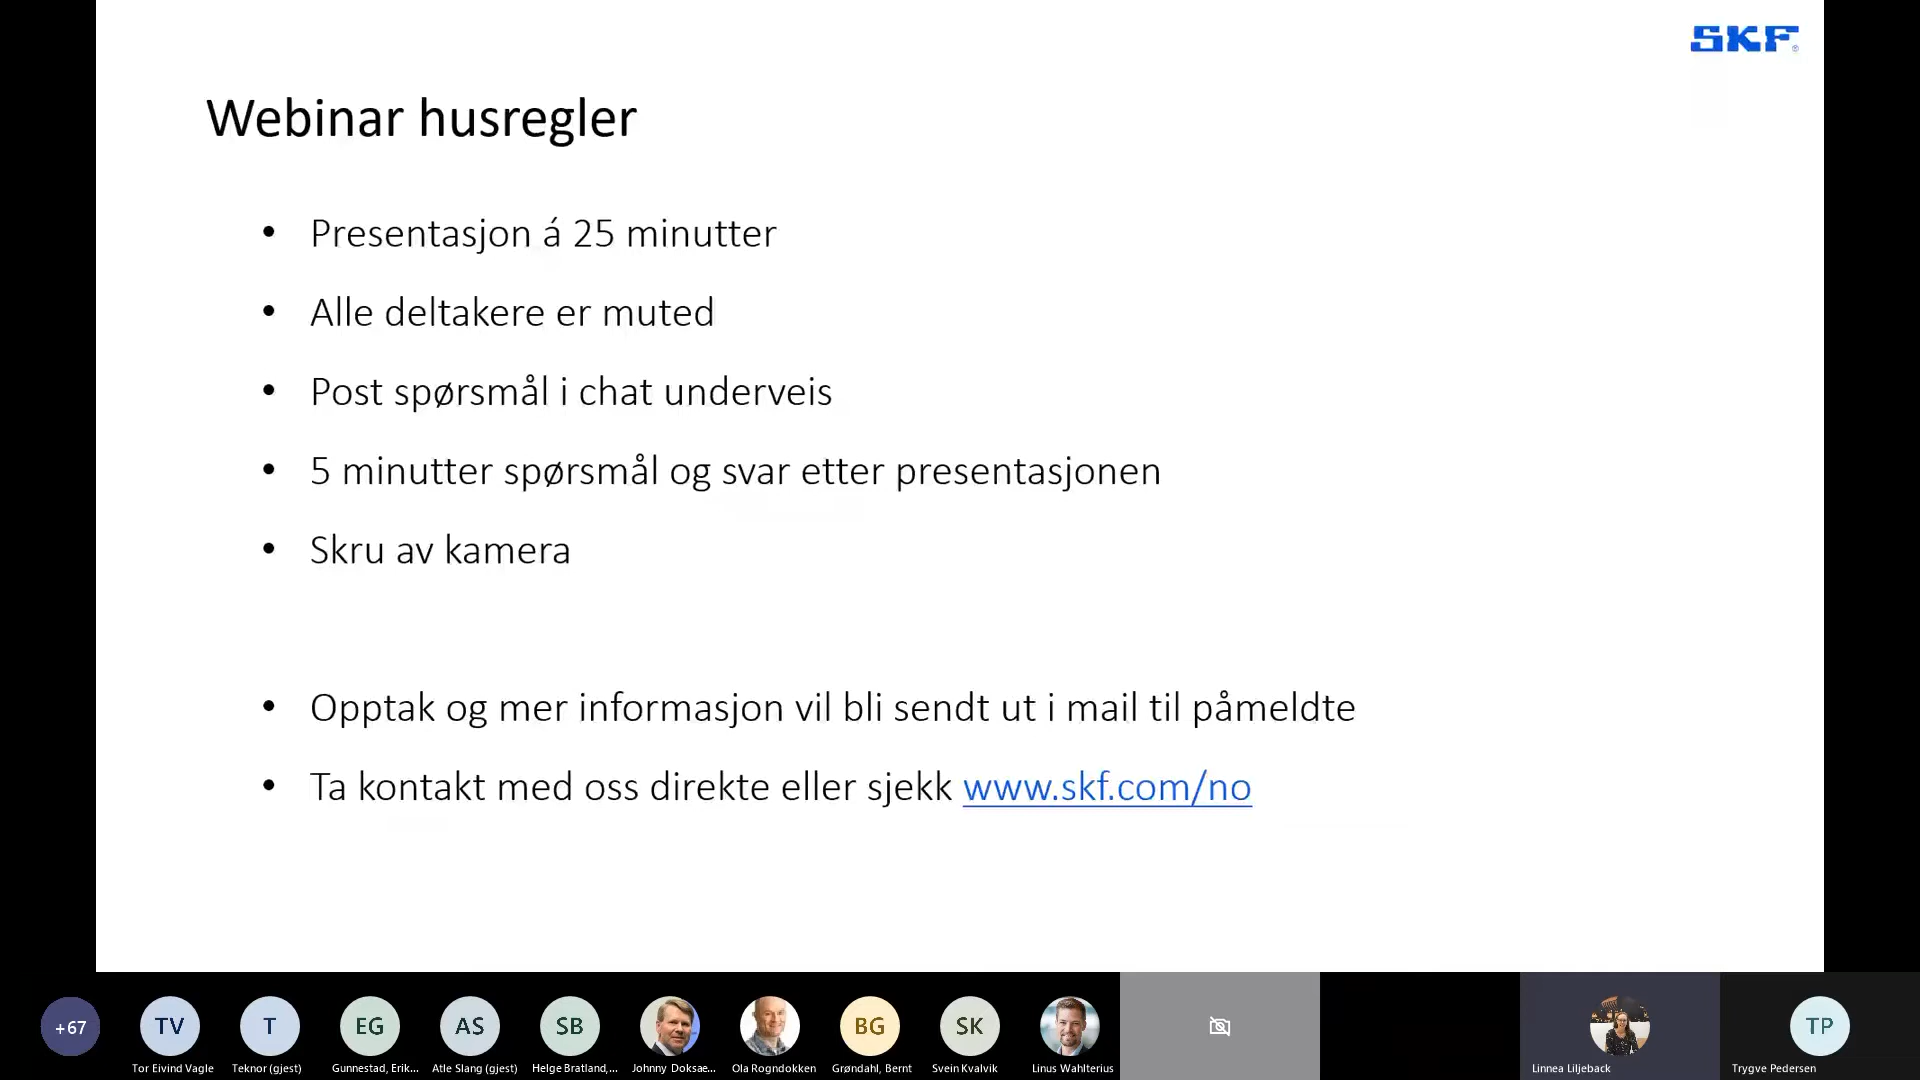 SKF
Webinar husregler
• Presentasjon á 25 minutter
• Alle deltakere er muted
• Post spørsmål i chat underveis
• 5 minutter spørsmål og svar etter presentasjonen
• Skru av kamera
• Opptak og mer informasjon vil bli sendt ut i mail til påmeldte
• Ta kontakt med oss direkte eller sjekk www.skf.com/no
+67 TV T EG AS SB BG SK TP
Tor Eivind Vagle Teknor (gjest) Gunnestad, Erik... Atle Slang (gjest) Helge Bratland,... Johnny Doksae... Ola Rogndokken Grøndahl, Bernt Svein Kvalvik Linus Wahlterius Linnea Liljeback Trygve Pedersen